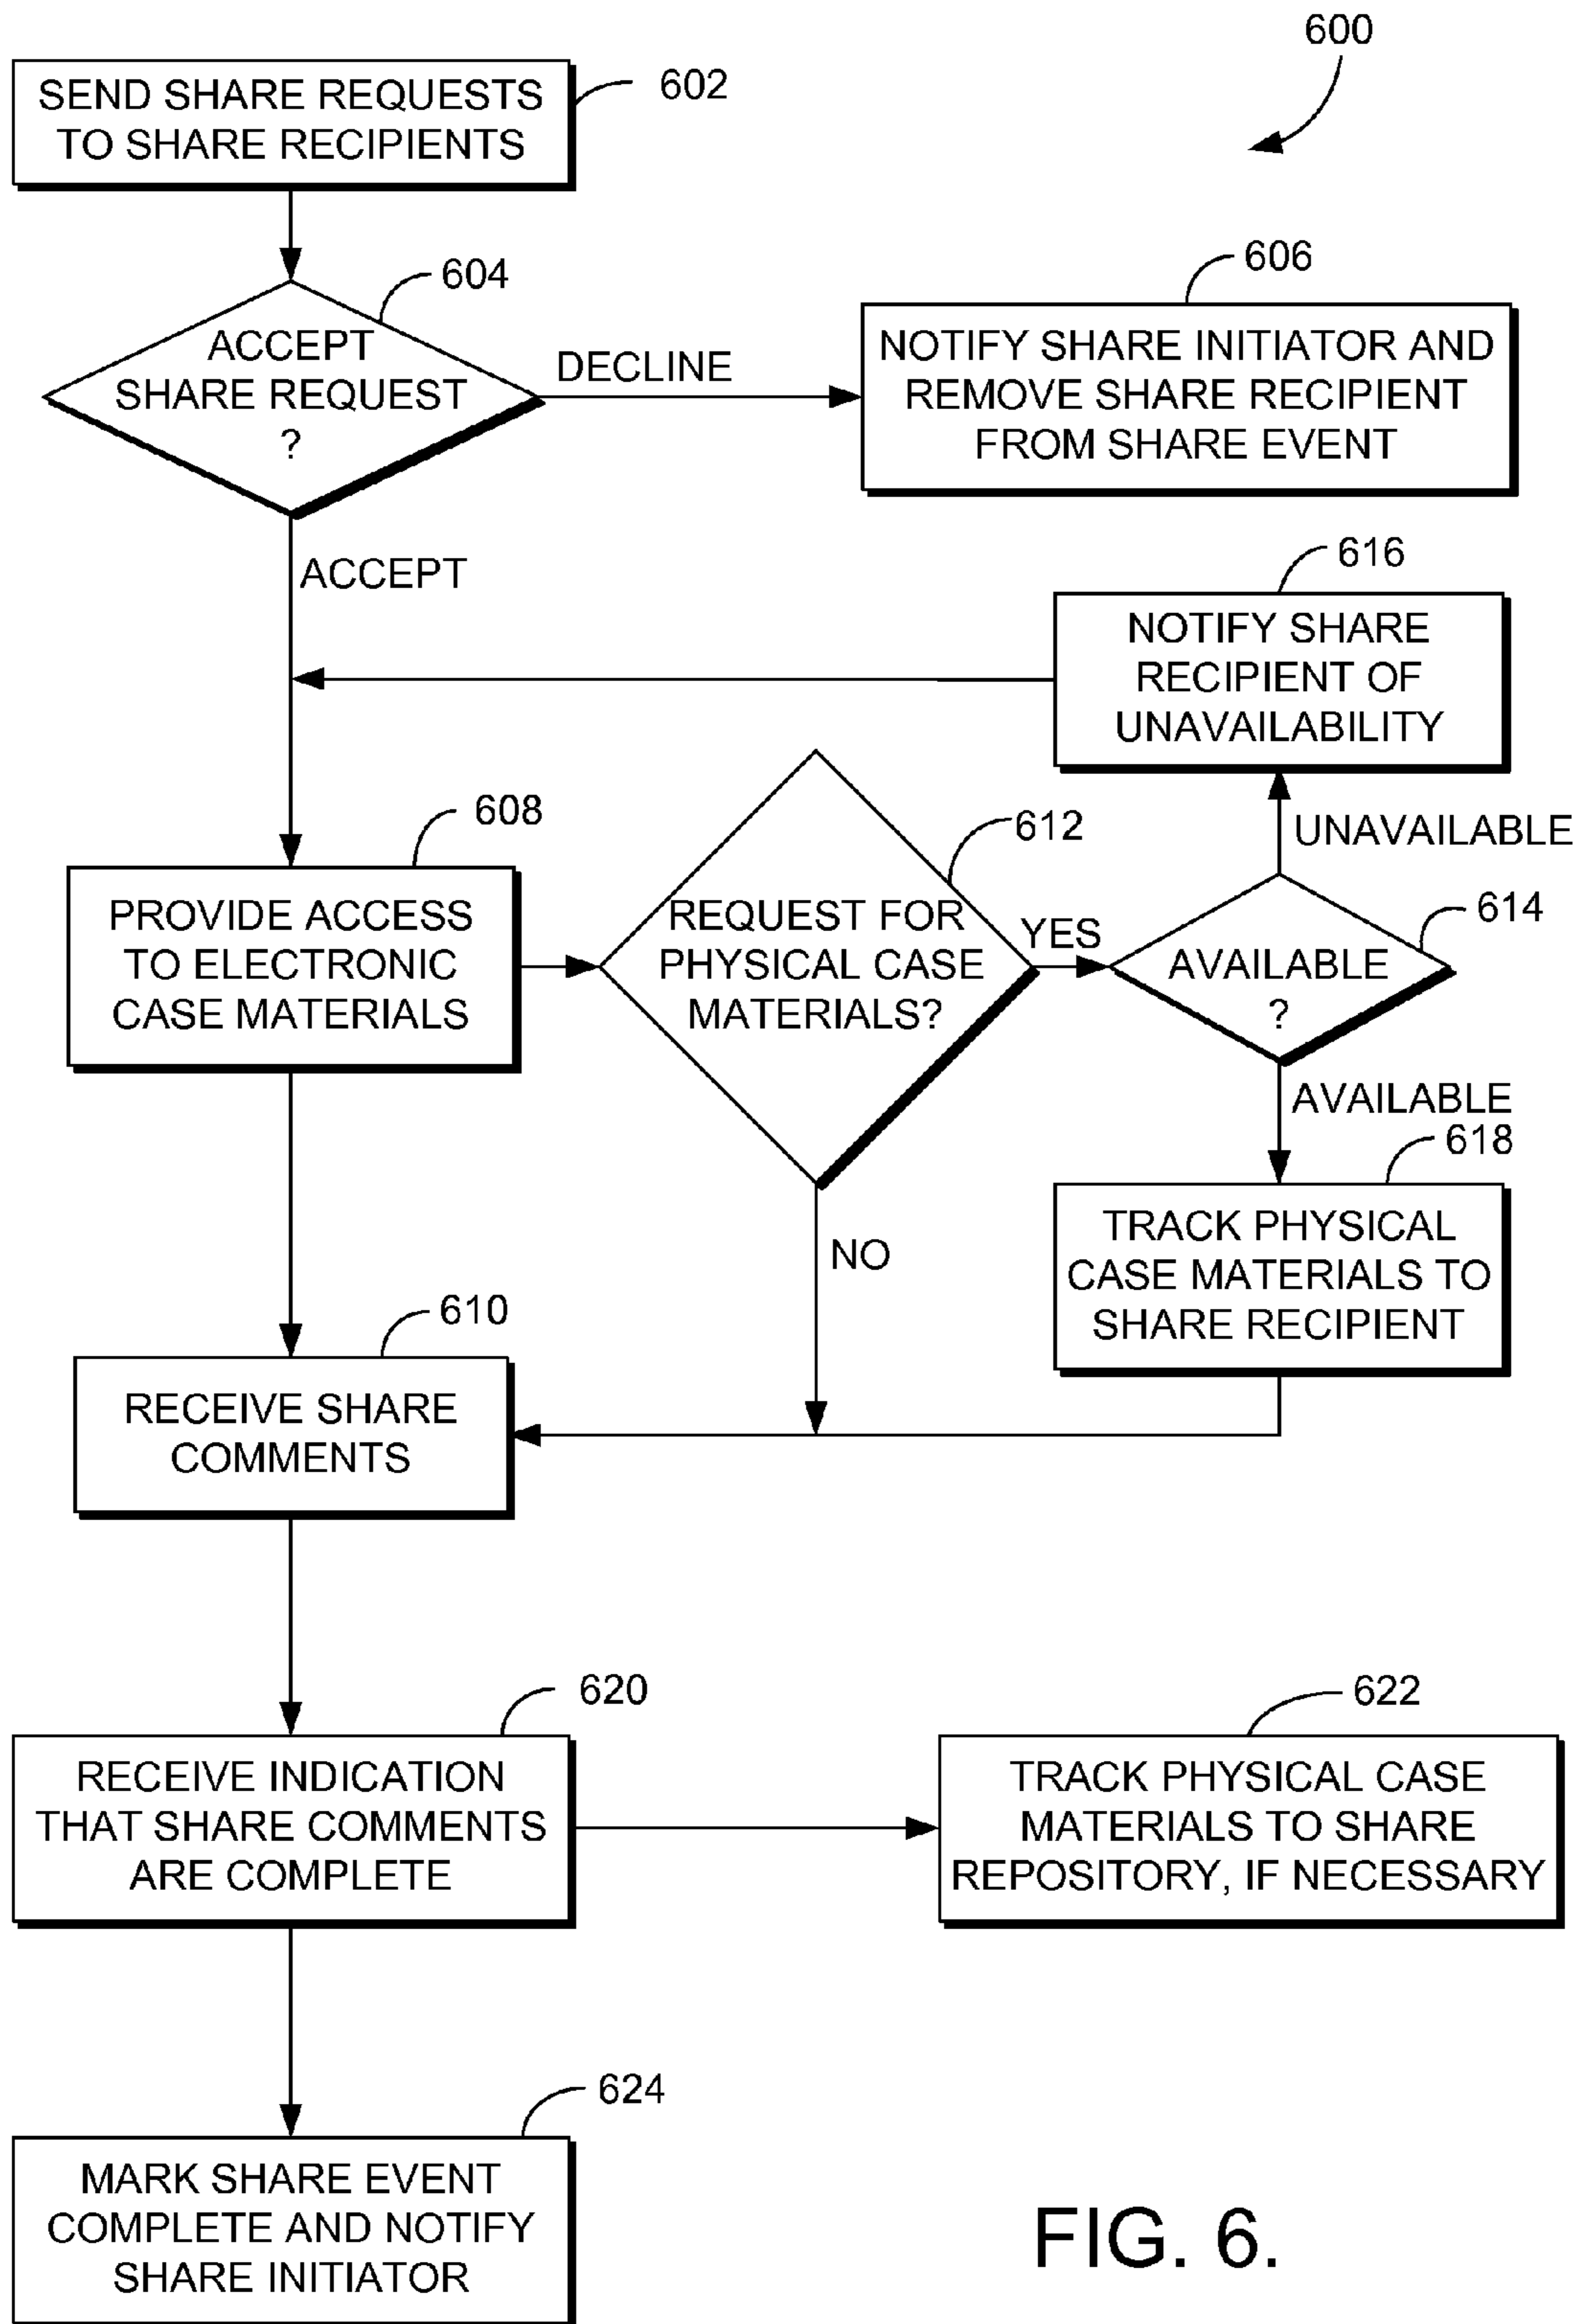 600
SEND SHARE REQUESTS
TO SHARE RECIPIENTS
602
604
ACCEPT
SHARE REQUEST
?
DECLINE
606
NOTIFY SHARE INITIATOR AND
REMOVE SHARE RECIPIENT
FROM SHARE EVENT
ACCEPT
616
NOTIFY SHARE
RECIPIENT OF
UNAVAILABILITY
608
PROVIDE ACCESS
TO ELECTRONIC
CASE MATERIALS
612
REQUEST FOR
PHYSICAL CASE
MATERIALS?
YES
UNAVAILABLE
614
AVAILABLE
?
AVAILABLE
618
TRACK PHYSICAL
CASE MATERIALS TO
SHARE RECIPIENT
NO
610
RECEIVE SHARE
COMMENTS
620
RECEIVE INDICATION
THAT SHARE COMMENTS
ARE COMPLETE
622
TRACK PHYSICAL CASE
MATERIALS TO SHARE
REPOSITORY, IF NECESSARY
624
MARK SHARE EVENT
COMPLETE AND NOTIFY
SHARE INITIATOR
FIG. 6.